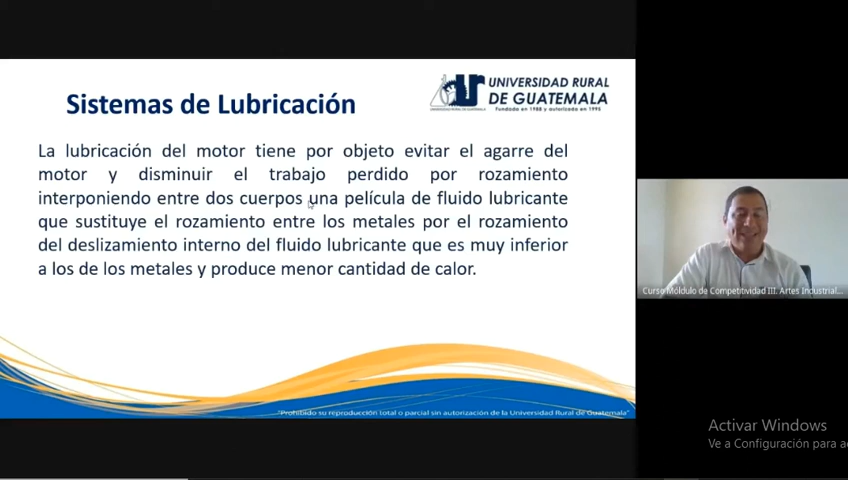 Sistemas de Lubricación
UNIVERSIDAD RURAL
DE GUATEMALA
Fundada en 1988 y autorizada en 1995
La lubricación del motor tiene por objeto evitar el agarre del
motor y disminuir el trabajo perdido por rozamiento
interponiendo entre dos cuerpos una película de fluido lubricante
que sustituye el rozamiento entre los metales por el rozamiento
del deslizamiento interno del fluido lubricante que es muy inferior
a los de los metales y produce menor cantidad de calor.
"Prohibido su reproducción total o parcial sin autorización de la Universidad Rural de Guatemala"
Curso Móldulo de Competitividad III. Artes Industrial...
Activar Windows
Ve a Configuración para a